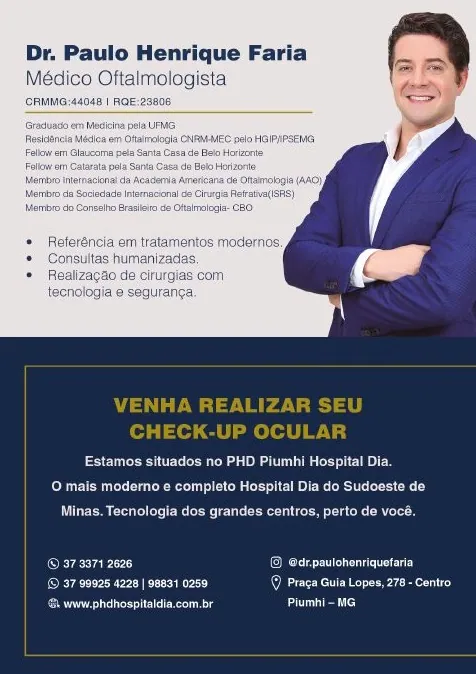 Dr. Paulo Henrique Faria
Médico Oftalmologista
CRMMG:44048 | RQE:23806
Graduado em Medicina pela UFMG
Residência Médica em Oftalmologia CNRM-MEC pelo HGIP/IPSEMG
Fellow em Glaucoma pela Santa Casa de Belo Horizonte
Fellow em Catarata pela Santa Casa de Belo Horizonte
Membro Internacional da Academia Americana de Oftalmologia (AAO)
Membro da Sociedade Internacional de Cirurgia Refrativa(ISRS)
Membro do Conselho Brasileiro de Oftalmologia- CBO
• Referência em tratamentos modernos.
• Consultas humanizadas.
• Realização de cirurgias com
tecnologia e segurança.
VENHA REALIZAR SEU
CHECK-UP OCULAR
Estamos situados no PHD Piumhi Hospital Dia.
O mais moderno e completo Hospital Dia do Sudoeste de
Minas. Tecnologia dos grandes centros, perto de você.
37 3371 2626
37 99925 4228 | 98831 0259
www.phdhospitaldia.com.br
@dr.paulohenriquefaria
Praça Guia Lopes, 278 - Centro
Piumhi – MG